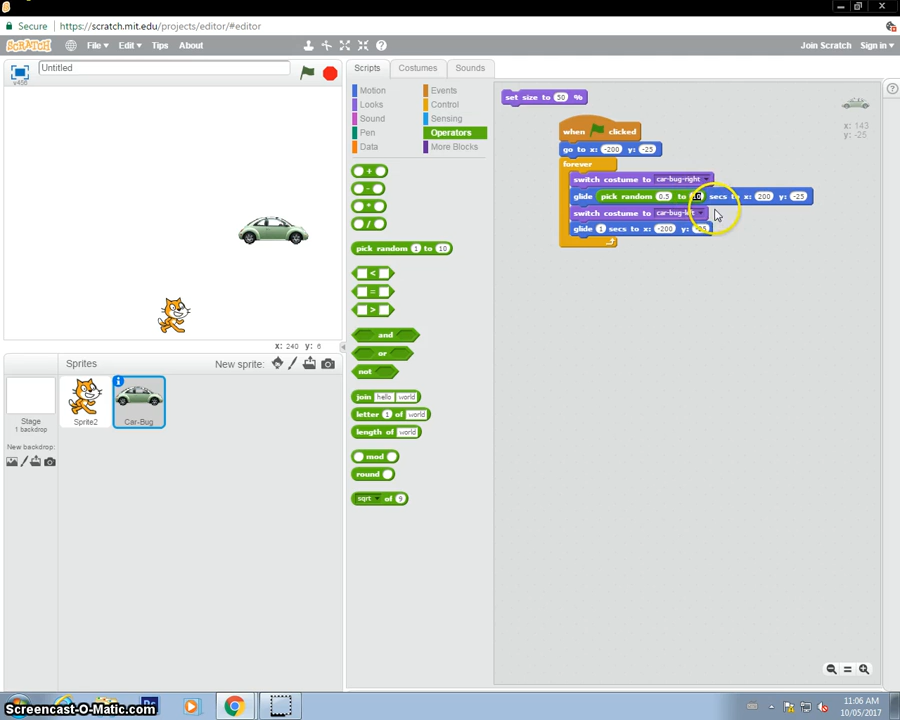 Secure https://scratch.mit.edu/projects/editor/#editor
SCRATCH File Edit Tips About Join Scratch Sign in
v456
Untitled
Scripts Costumes Sounds
Motion Events
Looks Control
Sound Sensing
Pen Operators
Data More Blocks
+
-
*
/
pick random 1 to 10
<
=
>
and
or
not
join hello world
letter 1 of world
length of world
mod
round
sqrt of 9
set size to 50 %
when clicked
go to x: -200 y: -25
forever
switch costume to car-bug-right
glide pick random 0.5 to 10 secs to x: 200 y: -25
switch costume to car-bug-left
glide 1 secs to x: -200 y: -25
x: 143
y: -25
x: 240 y: 6
Sprites New sprite:
Stage
1 backdrop
New backdrop:
Sprite2
Car-Bug
Screencast-O-Matic.com
11:06 AM
10/05/2017